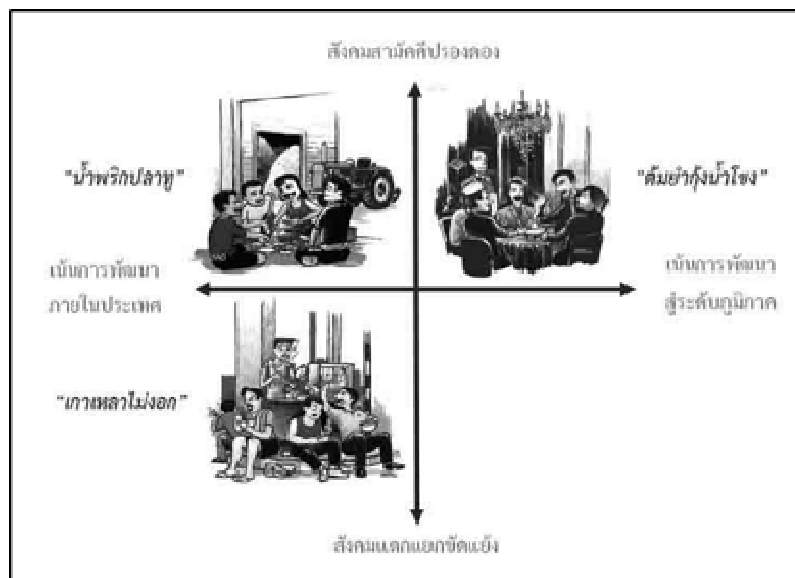 สังคมสามัคคีปรองดอง
"น้ำพริกปลาทู"
"ต้มยำกุ้งน้ำโขง"
เน้นการพัฒนา
ภายในประเทศ
เน้นการพัฒนา
สู่ระดับภูมิภาค
"เกาเหลาไม่งอก"
สังคมแตกแยกขัดแย้ง